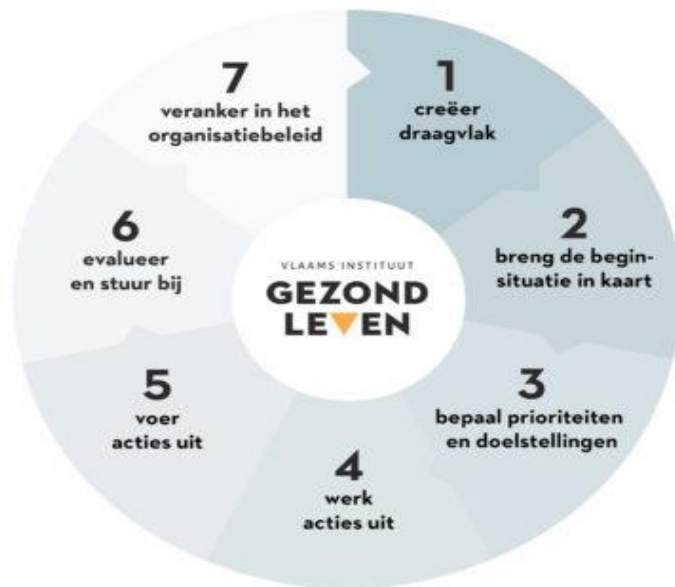 1
creëer
draagvlak
2
breng de begin-
situatie in kaart
3
bepaal prioriteiten
en doelstellingen
4
werk
acties uit
5
voer
acties uit
6
evalueer
en stuur bij
7
veranker in het
organisatiebeleid
VLAAMS INSTITUUT
GEZOND
LEVEN